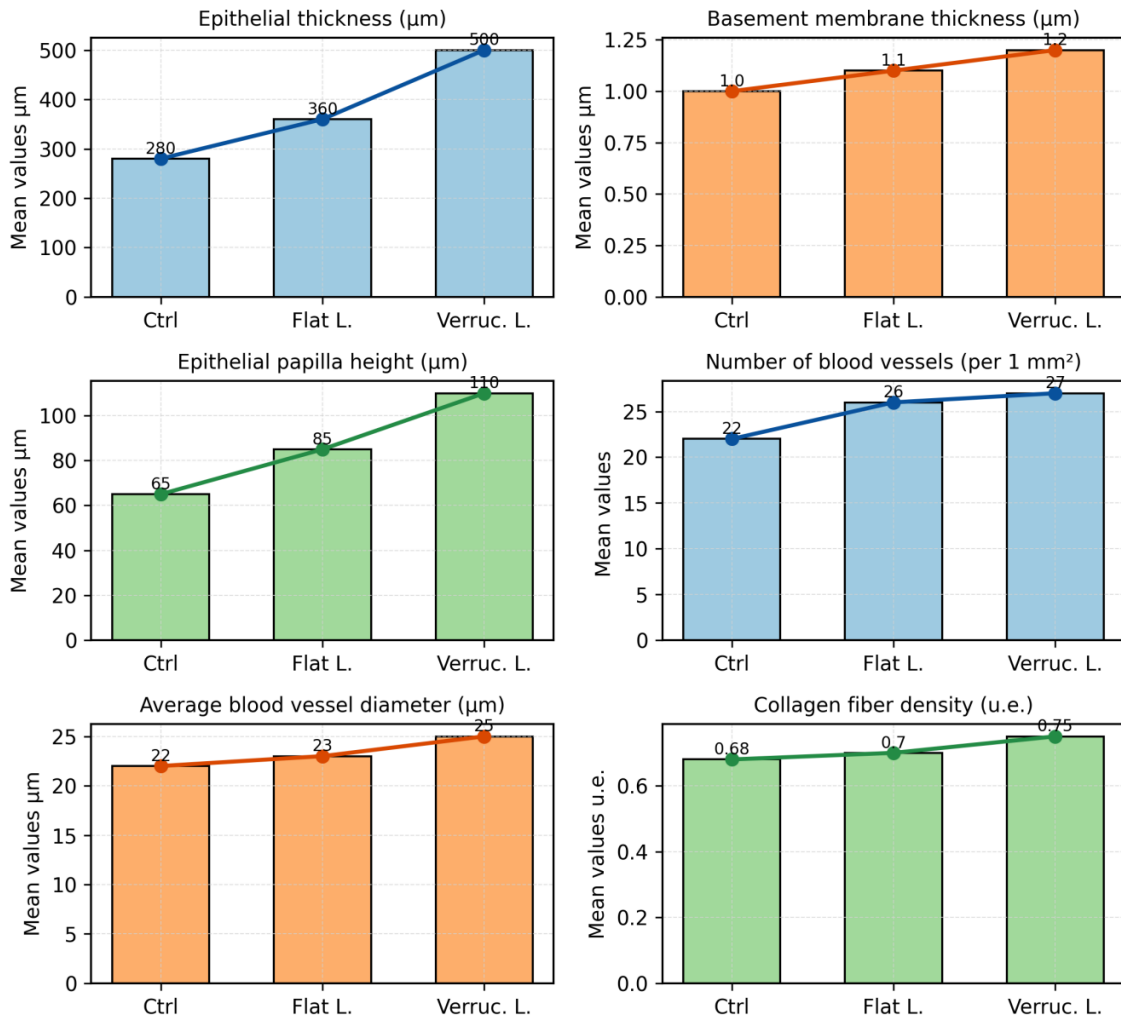 Epithelial thickness (μm)
Mean values μm
500
400
300
200
100
0
280
360
500
Ctrl
Flat L.
Verruc. L.
Basement membrane thickness (μm)
Mean values μm
1.25
1.00
0.75
0.50
0.25
0.00
1.0
1.1
1.2
Ctrl
Flat L.
Verruc. L.
Epithelial papilla height (μm)
Mean values μm
100
80
60
40
20
0
65
85
110
Ctrl
Flat L.
Verruc. L.
Number of blood vessels (per 1 mm²)
Mean values
25
20
15
10
5
0
22
26
27
Ctrl
Flat L.
Verruc. L.
Average blood vessel diameter (μm)
Mean values μm
25
20
15
10
5
0
22
23
25
Ctrl
Flat L.
Verruc. L.
Collagen fiber density (u.e.)
Mean values u.e.
0.6
0.4
0.2
0.0
0.68
0.7
0.75
Ctrl
Flat L.
Verruc. L.